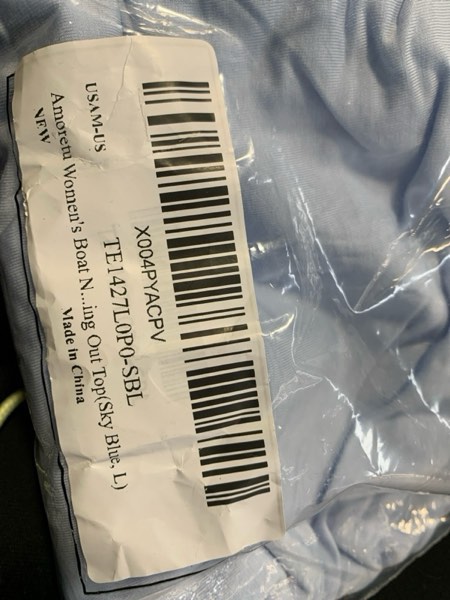 X004PYACPV
TE1427L0P0-SBL
USAM-US
Amoretu Women's Boat N...ing Out Top(Sky Blue, L)
NEW
Made in China